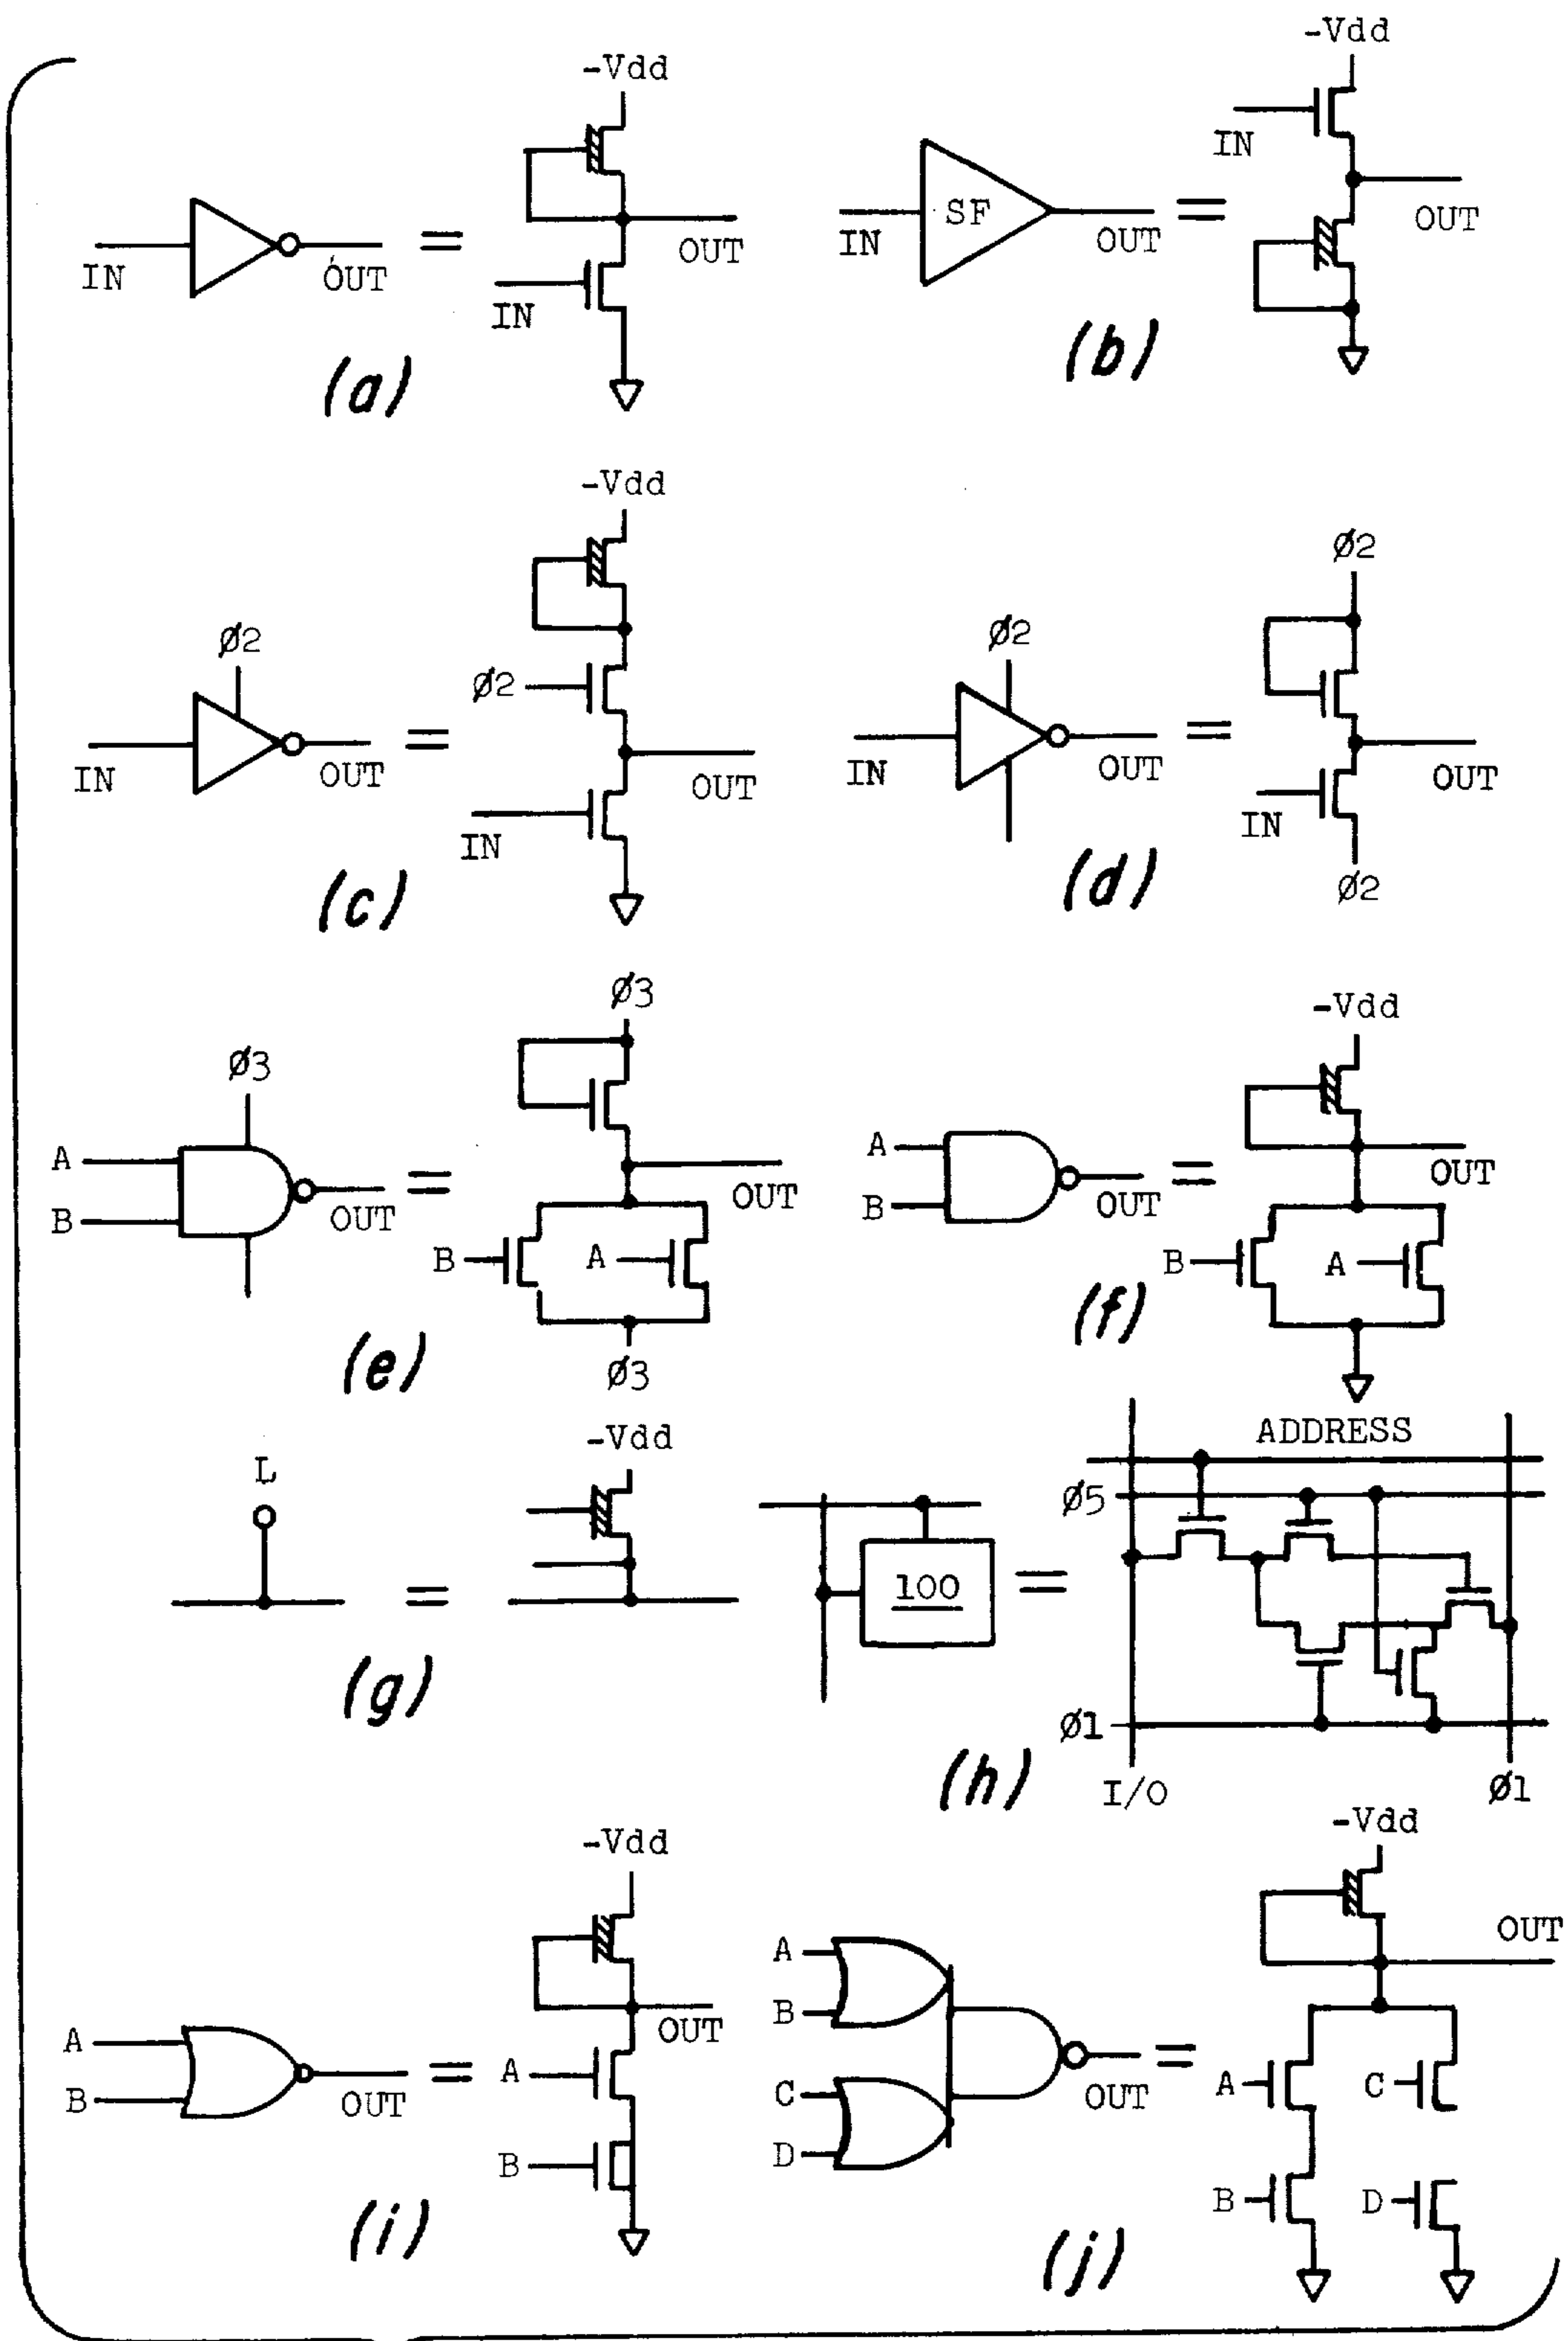 -Vdd
IN
OUT
=
IN
OUT
(a)
-Vdd
IN
SF
OUT
=
IN
OUT
(b)
-Vdd
Ø2
IN
OUT
=
Ø2
IN
OUT
(c)
Ø2
IN
OUT
=
Ø2
IN
OUT
Ø2
(d)
Ø3
A
B
OUT
=
Ø3
OUT
B
A
Ø3
(e)
-Vdd
A
B
OUT
=
OUT
B
A
(f)
L
=
-Vdd
(g)
100
=
ADDRESS
Ø5
Ø1
I/O
Ø1
(h)
-Vdd
A
B
OUT
=
OUT
A
B
(i)
-Vdd
A
B
C
D
OUT
=
OUT
A
C
B
D
(j)